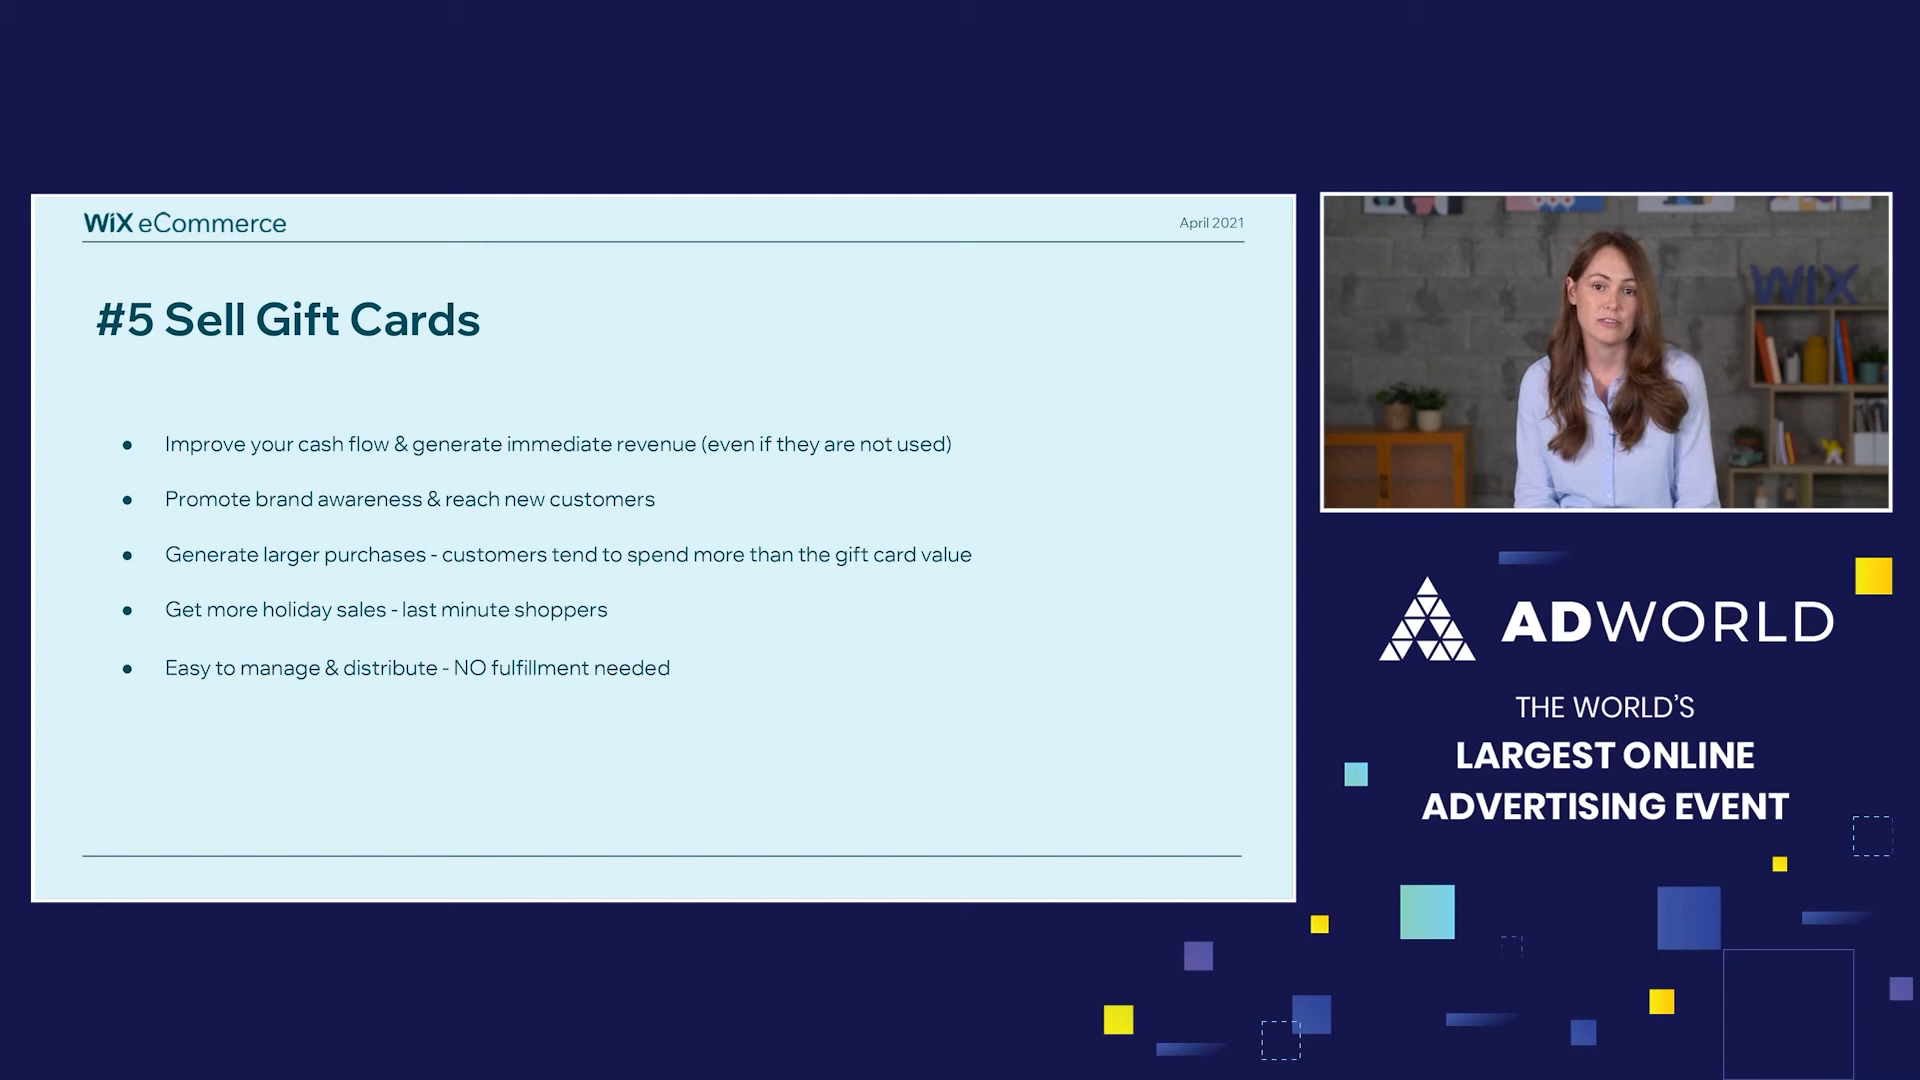 WiX eCommerce
April 2021
#5 Sell Gift Cards
● Improve your cash flow & generate immediate revenue (even if they are not used)
● Promote brand awareness & reach new customers
● Generate larger purchases - customers tend to spend more than the gift card value
● Get more holiday sales - last minute shoppers
● Easy to manage & distribute - NO fulfillment needed
WIX
ADWORLD
THE WORLD'S
LARGEST ONLINE
ADVERTISING EVENT